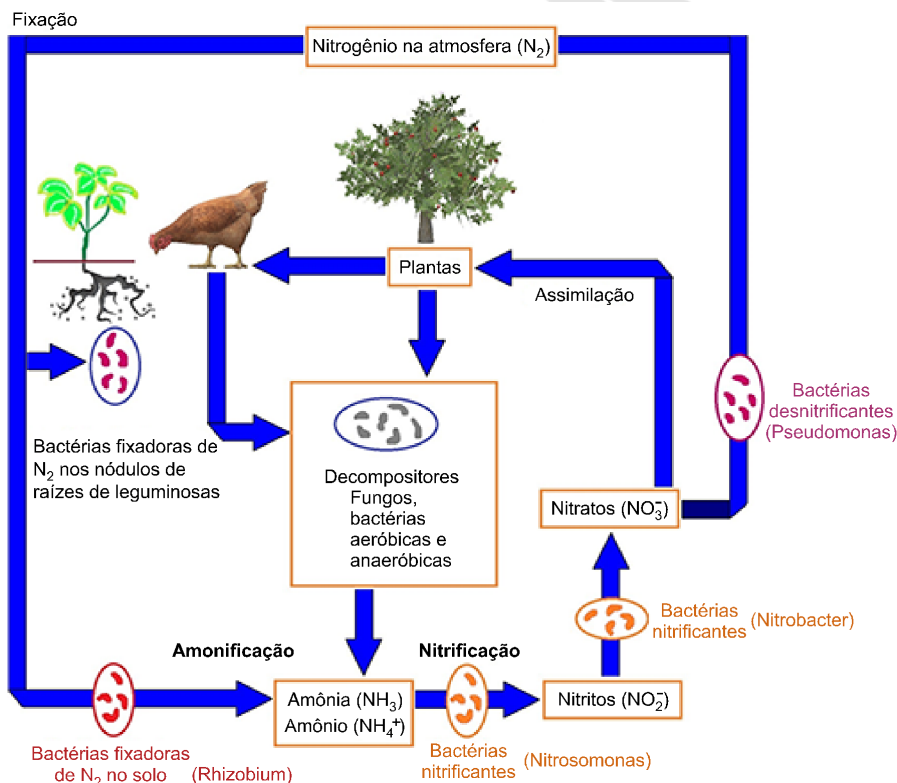 Fixação
Nitrogênio na atmosfera (N₂)
Plantas
Assimilação
Bactérias
desnitrificantes
(Pseudomonas)
Bactérias fixadoras de
N₂ nos nódulos de
raízes de leguminosas
Decompositores
Fungos,
bactérias
aeróbicas e
anaeróbicas
Nitratos (NO₃⁻)
Bactérias
nitrificantes (Nitrobacter)
Amonificação
Nitrificação
Amônia (NH₃)
Amônio (NH₄⁺)
Nitritos (NO₂⁻)
Bactérias fixadoras
de N₂ no solo (Rhizobium)
Bactérias
nitrificantes (Nitrosomonas)